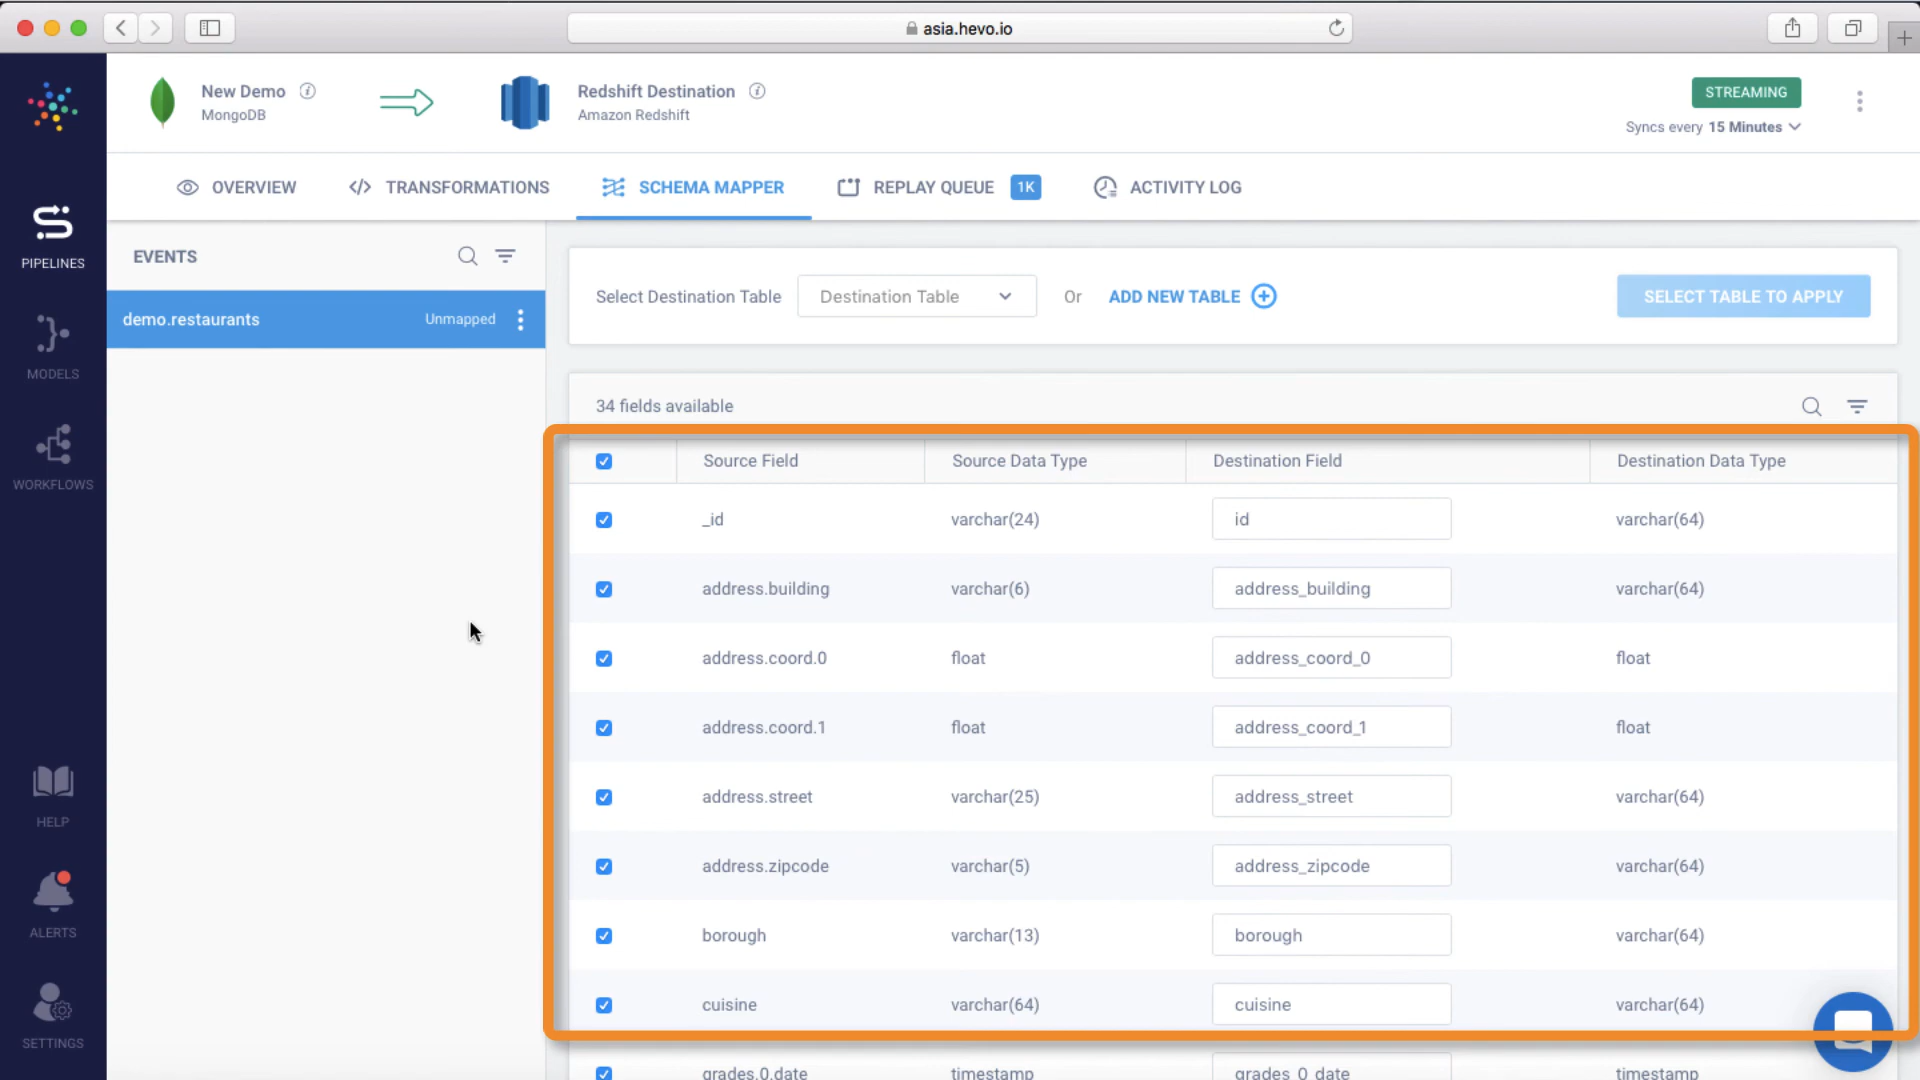 asia.hevo.io
New Demo
MongoDB
Redshift Destination
Amazon Redshift
STREAMING
Syncs every 15 Minutes
OVERVIEW
TRANSFORMATIONS
SCHEMA MAPPER
REPLAY QUEUE 1K
ACTIVITY LOG
PIPELINES
MODELS
WORKFLOWS
HELP
ALERTS
SETTINGS
EVENTS
demo.restaurants Unmapped
Select Destination Table Destination Table Or ADD NEW TABLE SELECT TABLE TO APPLY
34 fields available
Source Field Source Data Type Destination Field Destination Data Type
_id varchar(24) id varchar(64)
address.building varchar(6) address_building varchar(64)
address.coord.0 float address_coord_0 float
address.coord.1 float address_coord_1 float
address.street varchar(25) address_street varchar(64)
address.zipcode varchar(5) address_zipcode varchar(64)
borough varchar(13) borough varchar(64)
cuisine varchar(64) cuisine varchar(64)
grades.0.date timestamp grades_0_date timestamp